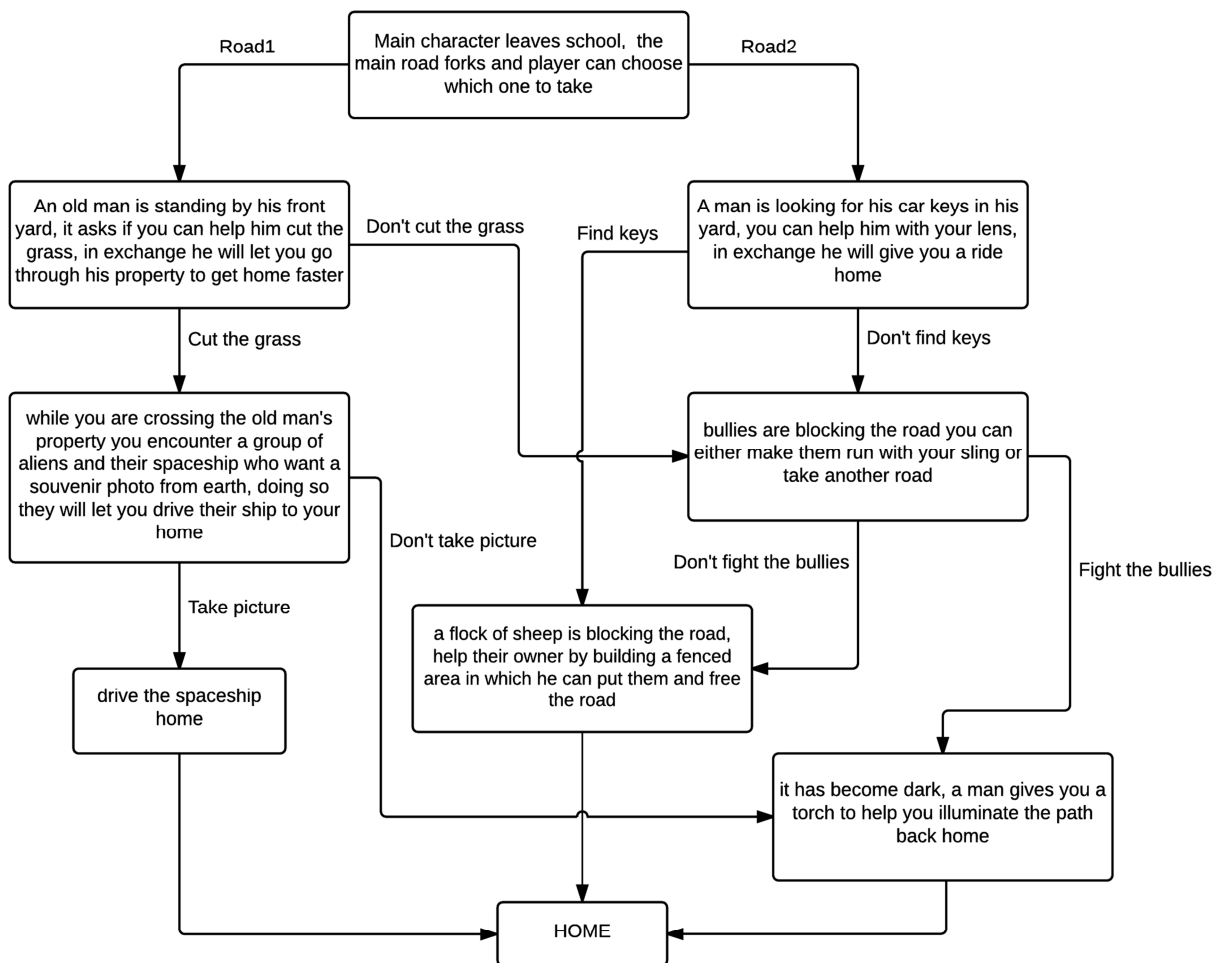 Road1
Main character leaves school, the
main road forks and player can choose
which one to take
Road2
An old man is standing by his front
yard, it asks if you can help him cut the
grass, in exchange he will let you go
through his property to get home faster
Don't cut the grass
Find keys
A man is looking for his car keys in his
yard, you can help him with your lens,
in exchange he will give you a ride
home
Cut the grass
Don't find keys
while you are crossing the old man's
property you encounter a group of
aliens and their spaceship who want a
souvenir photo from earth, doing so
they will let you drive their ship to your
home
bullies are blocking the road you can
either make them run with your sling or
take another road
Don't take picture
Don't fight the bullies
Fight the bullies
Take picture
a flock of sheep is blocking the road,
help their owner by building a fenced
area in which he can put them and free
the road
drive the spaceship
home
it has become dark, a man gives you a
torch to help you illuminate the path
back home
HOME